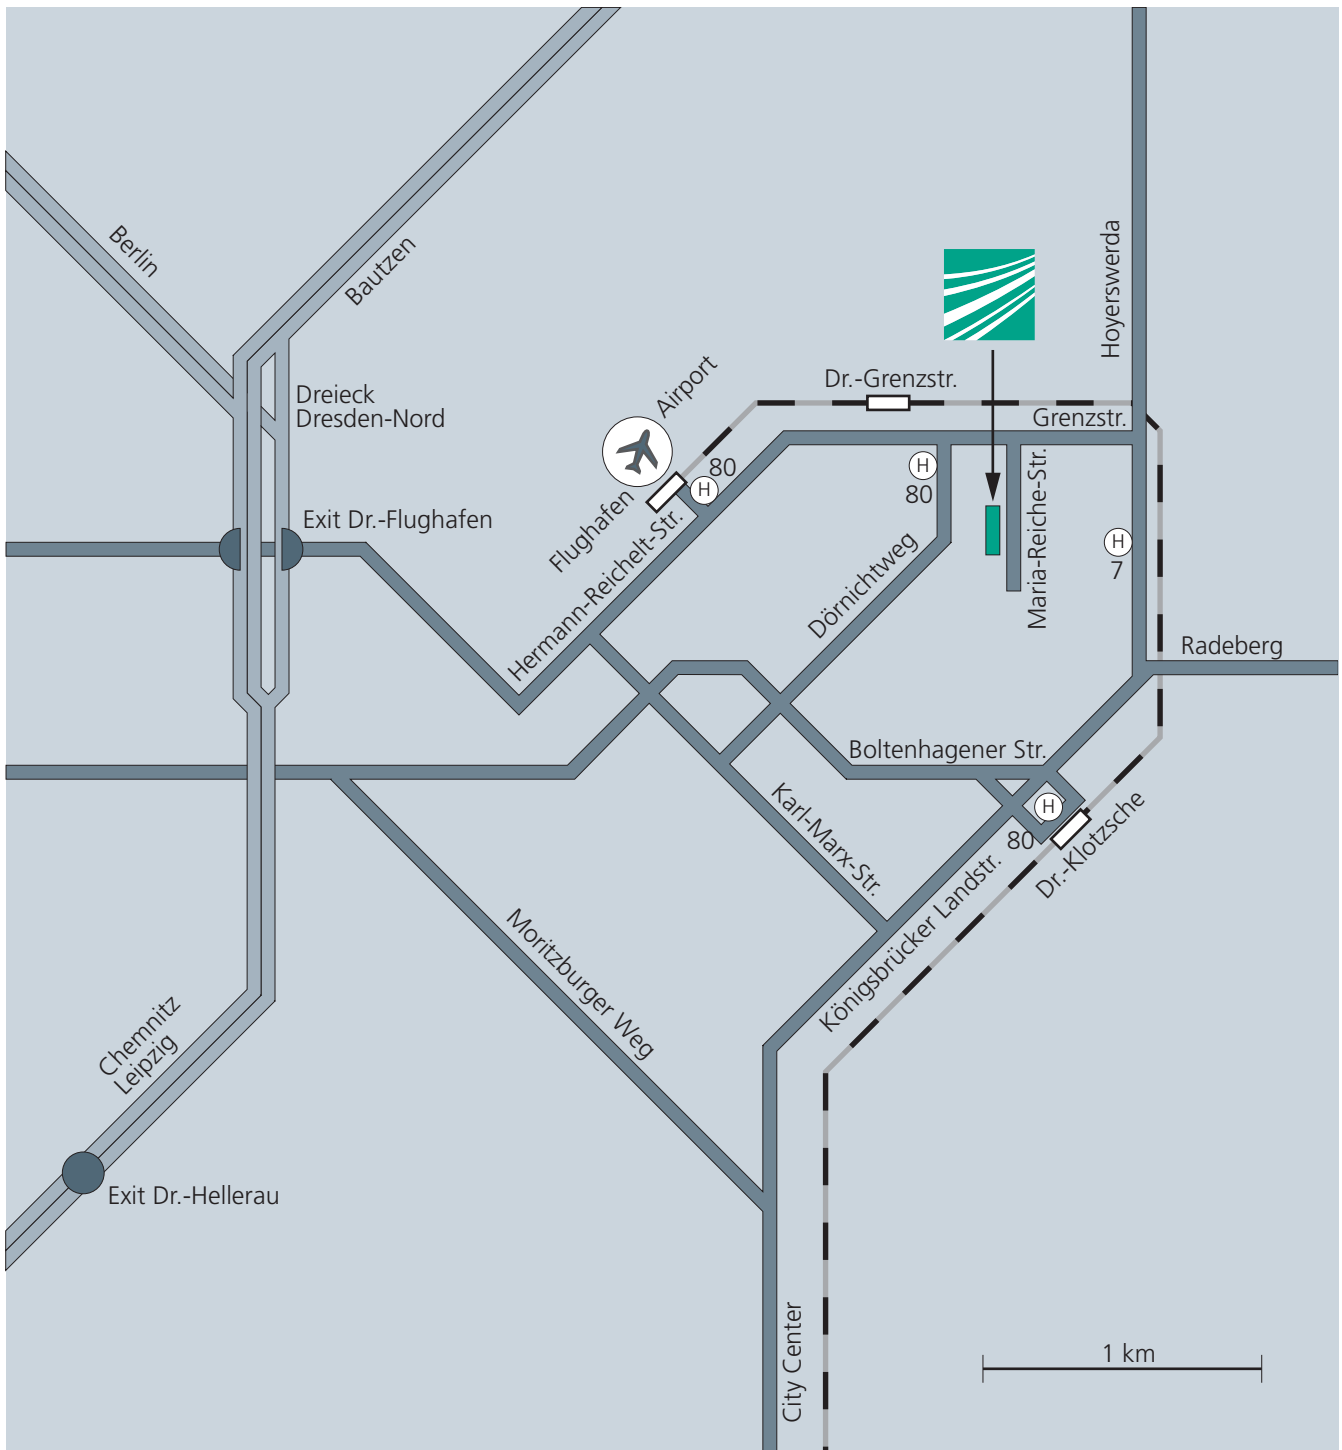 Berlin
Bautzen
Hoyerswerda
Airport
Dr.-Grenzstr.
Dreieck
Dresden-Nord
Grenzstr.
H
80
H
80
Maria-Reiche-Str.
Flughafen
Exit Dr.-Flughafen
Hermann-Reichelt-Str.
Dörnichtweg
H
7
Radeberg
Boltenhagener Str.
Karl-Marx-Str.
H
80
Dr.-Klotzsche
Königsbrücker Landstr.
Moritzburger Weg
Chemnitz
Leipzig
Exit Dr.-Hellerau
City Center
1 km